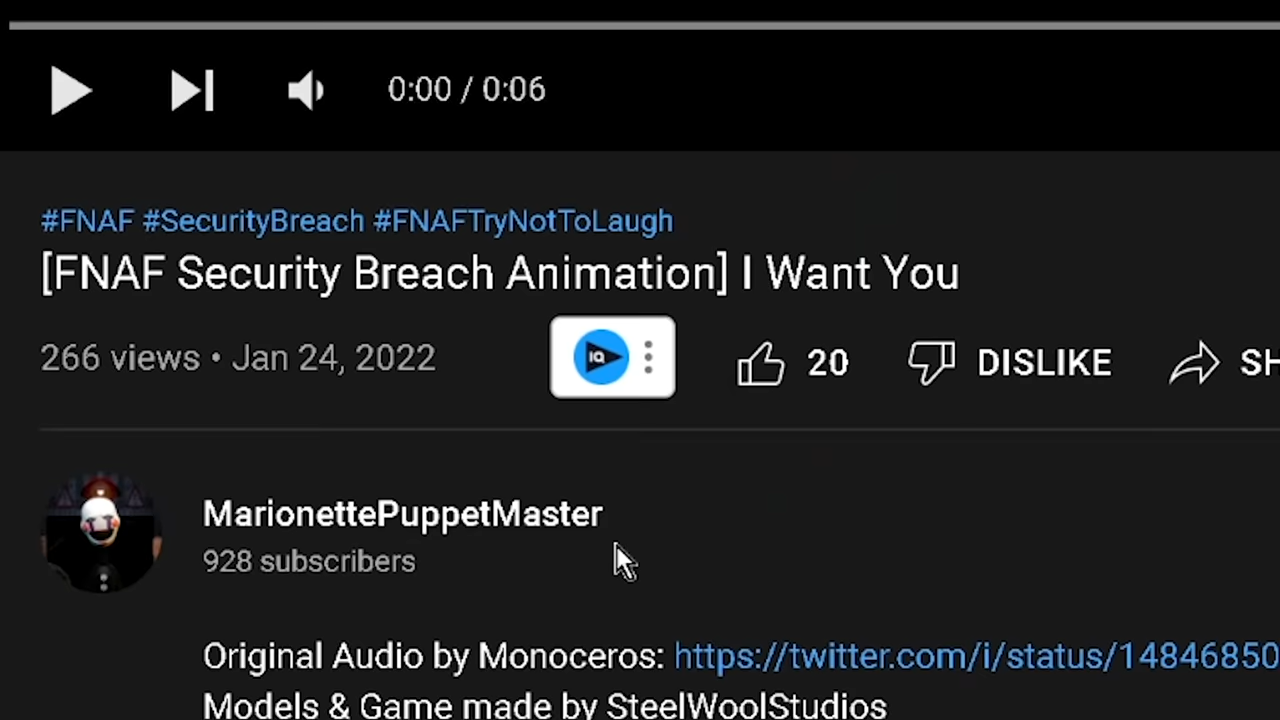 0:00 / 0:06
#FNAF #SecurityBreach #FNAFTryNotToLaugh
[FNAF Security Breach Animation] I Want You
266 views • Jan 24, 2022 IQ 20 DISLIKE SH
MarionettePuppetMaster
928 subscribers
Original Audio by Monoceros: https://twitter.com/i/status/14846850
Models & Game made by SteelWoolStudios